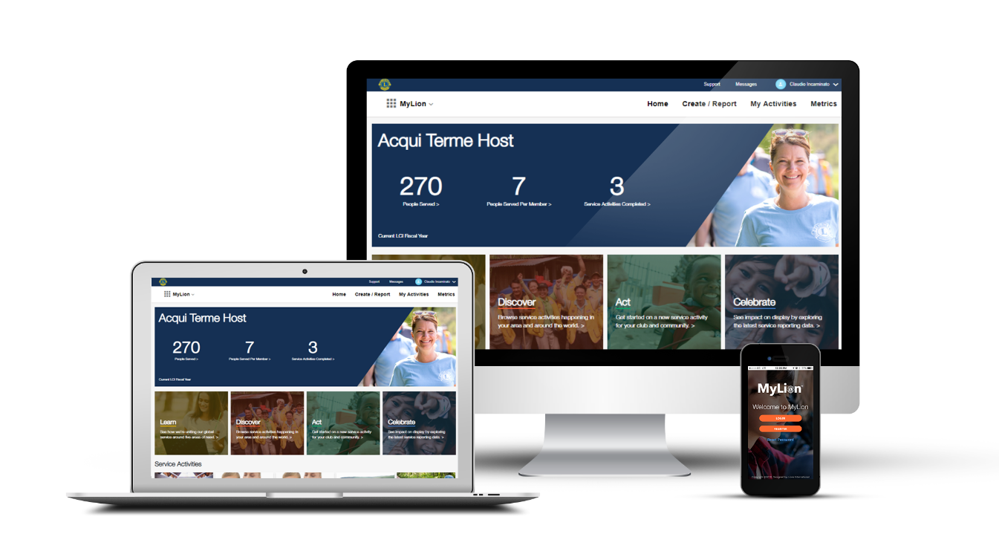 Support Messages Claudio Incaminato
MyLion Home Create / Report My Activities Metrics
Acqui Terme Host
270 7 3
People Served > People Served Per Member > Service Activities Completed >
Current LCI Fiscal Year
Discover Act Celebrate
Browse service activities happening in Get started on a new service activity See impact on display by exploring
your area and around the world. > for your club and community. > the latest service reporting data. >
Support Messages Claudio Incaminato
MyLion Home Create / Report My Activities Metrics
Acqui Terme Host
270 7 3
People Served > People Served Per Member > Service Activities Completed >
Current LCI Fiscal Year
Learn Discover Act Celebrate
See how we're uniting our global Browse service activities happening in Get started on a new service activity See impact on display by exploring
service around the areas of need. > your area and around the world. > for your club and community. > the latest service reporting data. >
Service Activities
MyLion
Welcome to MyLion
LOGIN
REGISTER
Reset Password